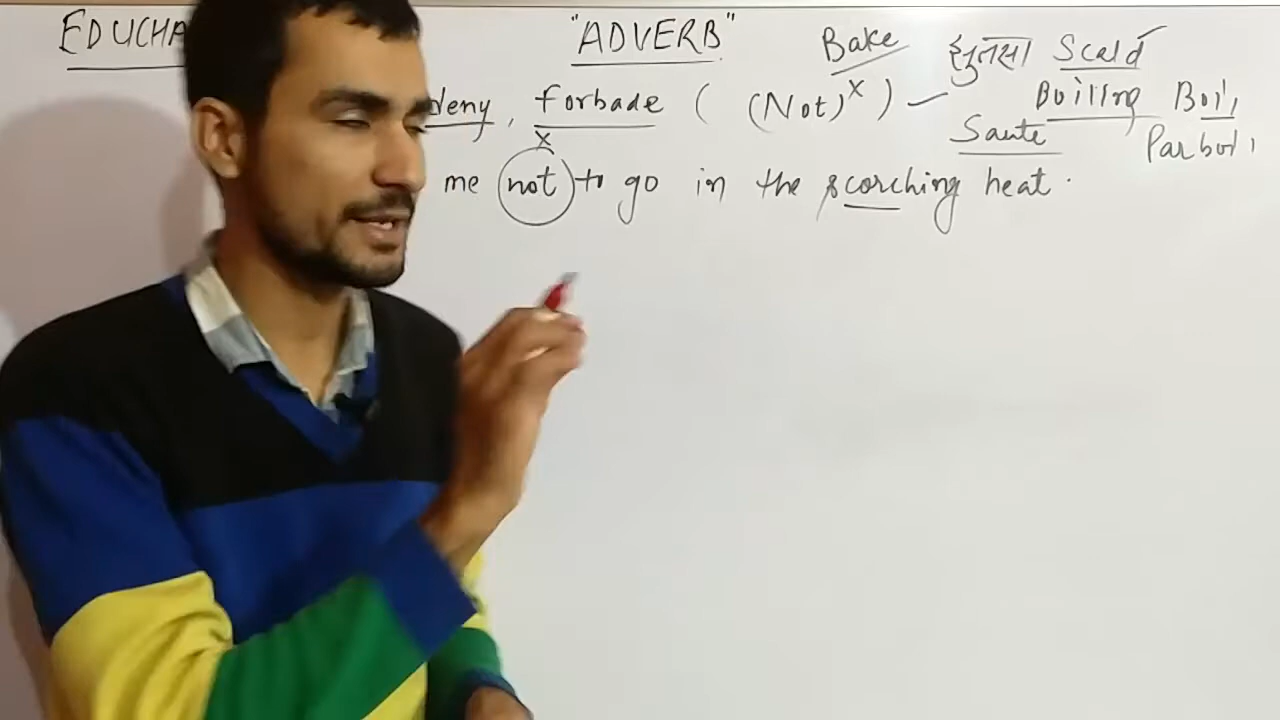 EDUCHA "ADVERB" Bake झुलसा Scald
deny, forbade ( (Not)x ) — Boiling Boil
Saute Parboil
x
me not to go in the scorching heat.